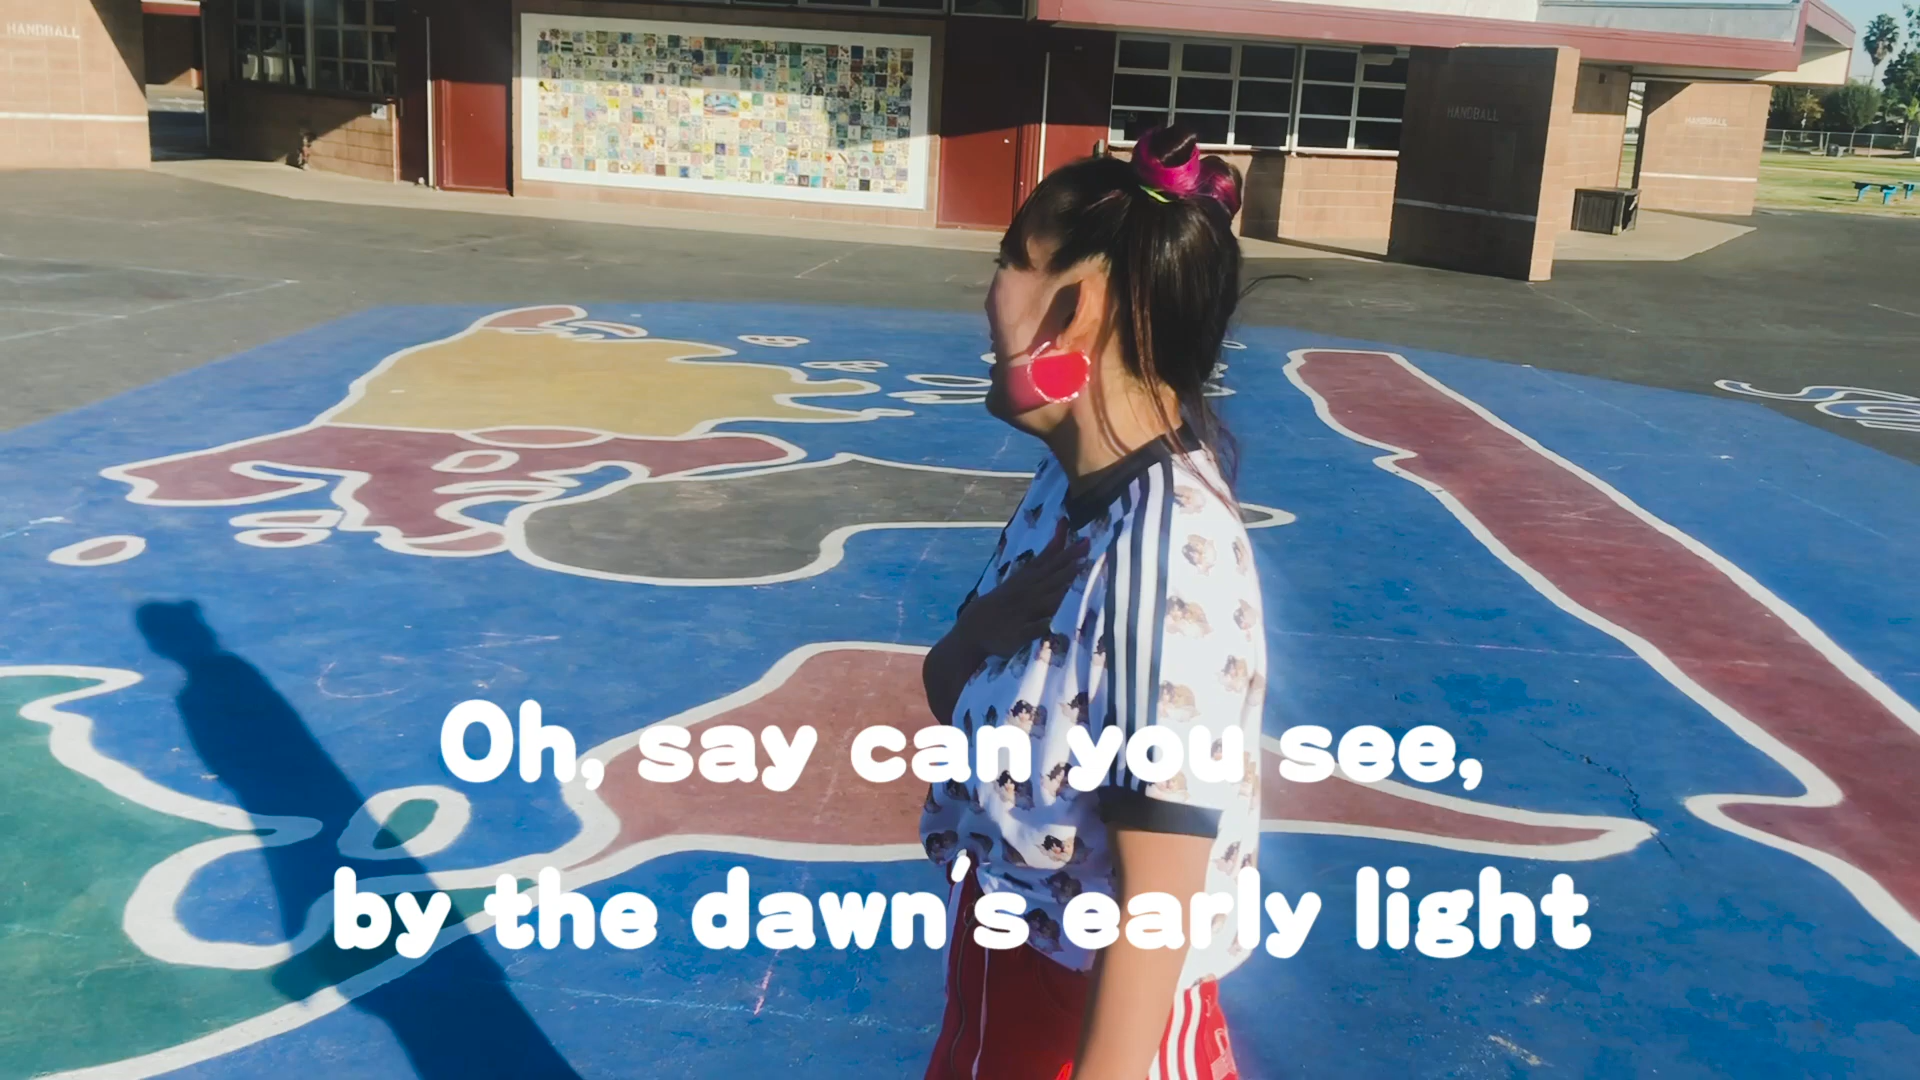 HANDBALL
HANDBALL
HANDBALL
Oh, say can you see,
by the dawn's early light